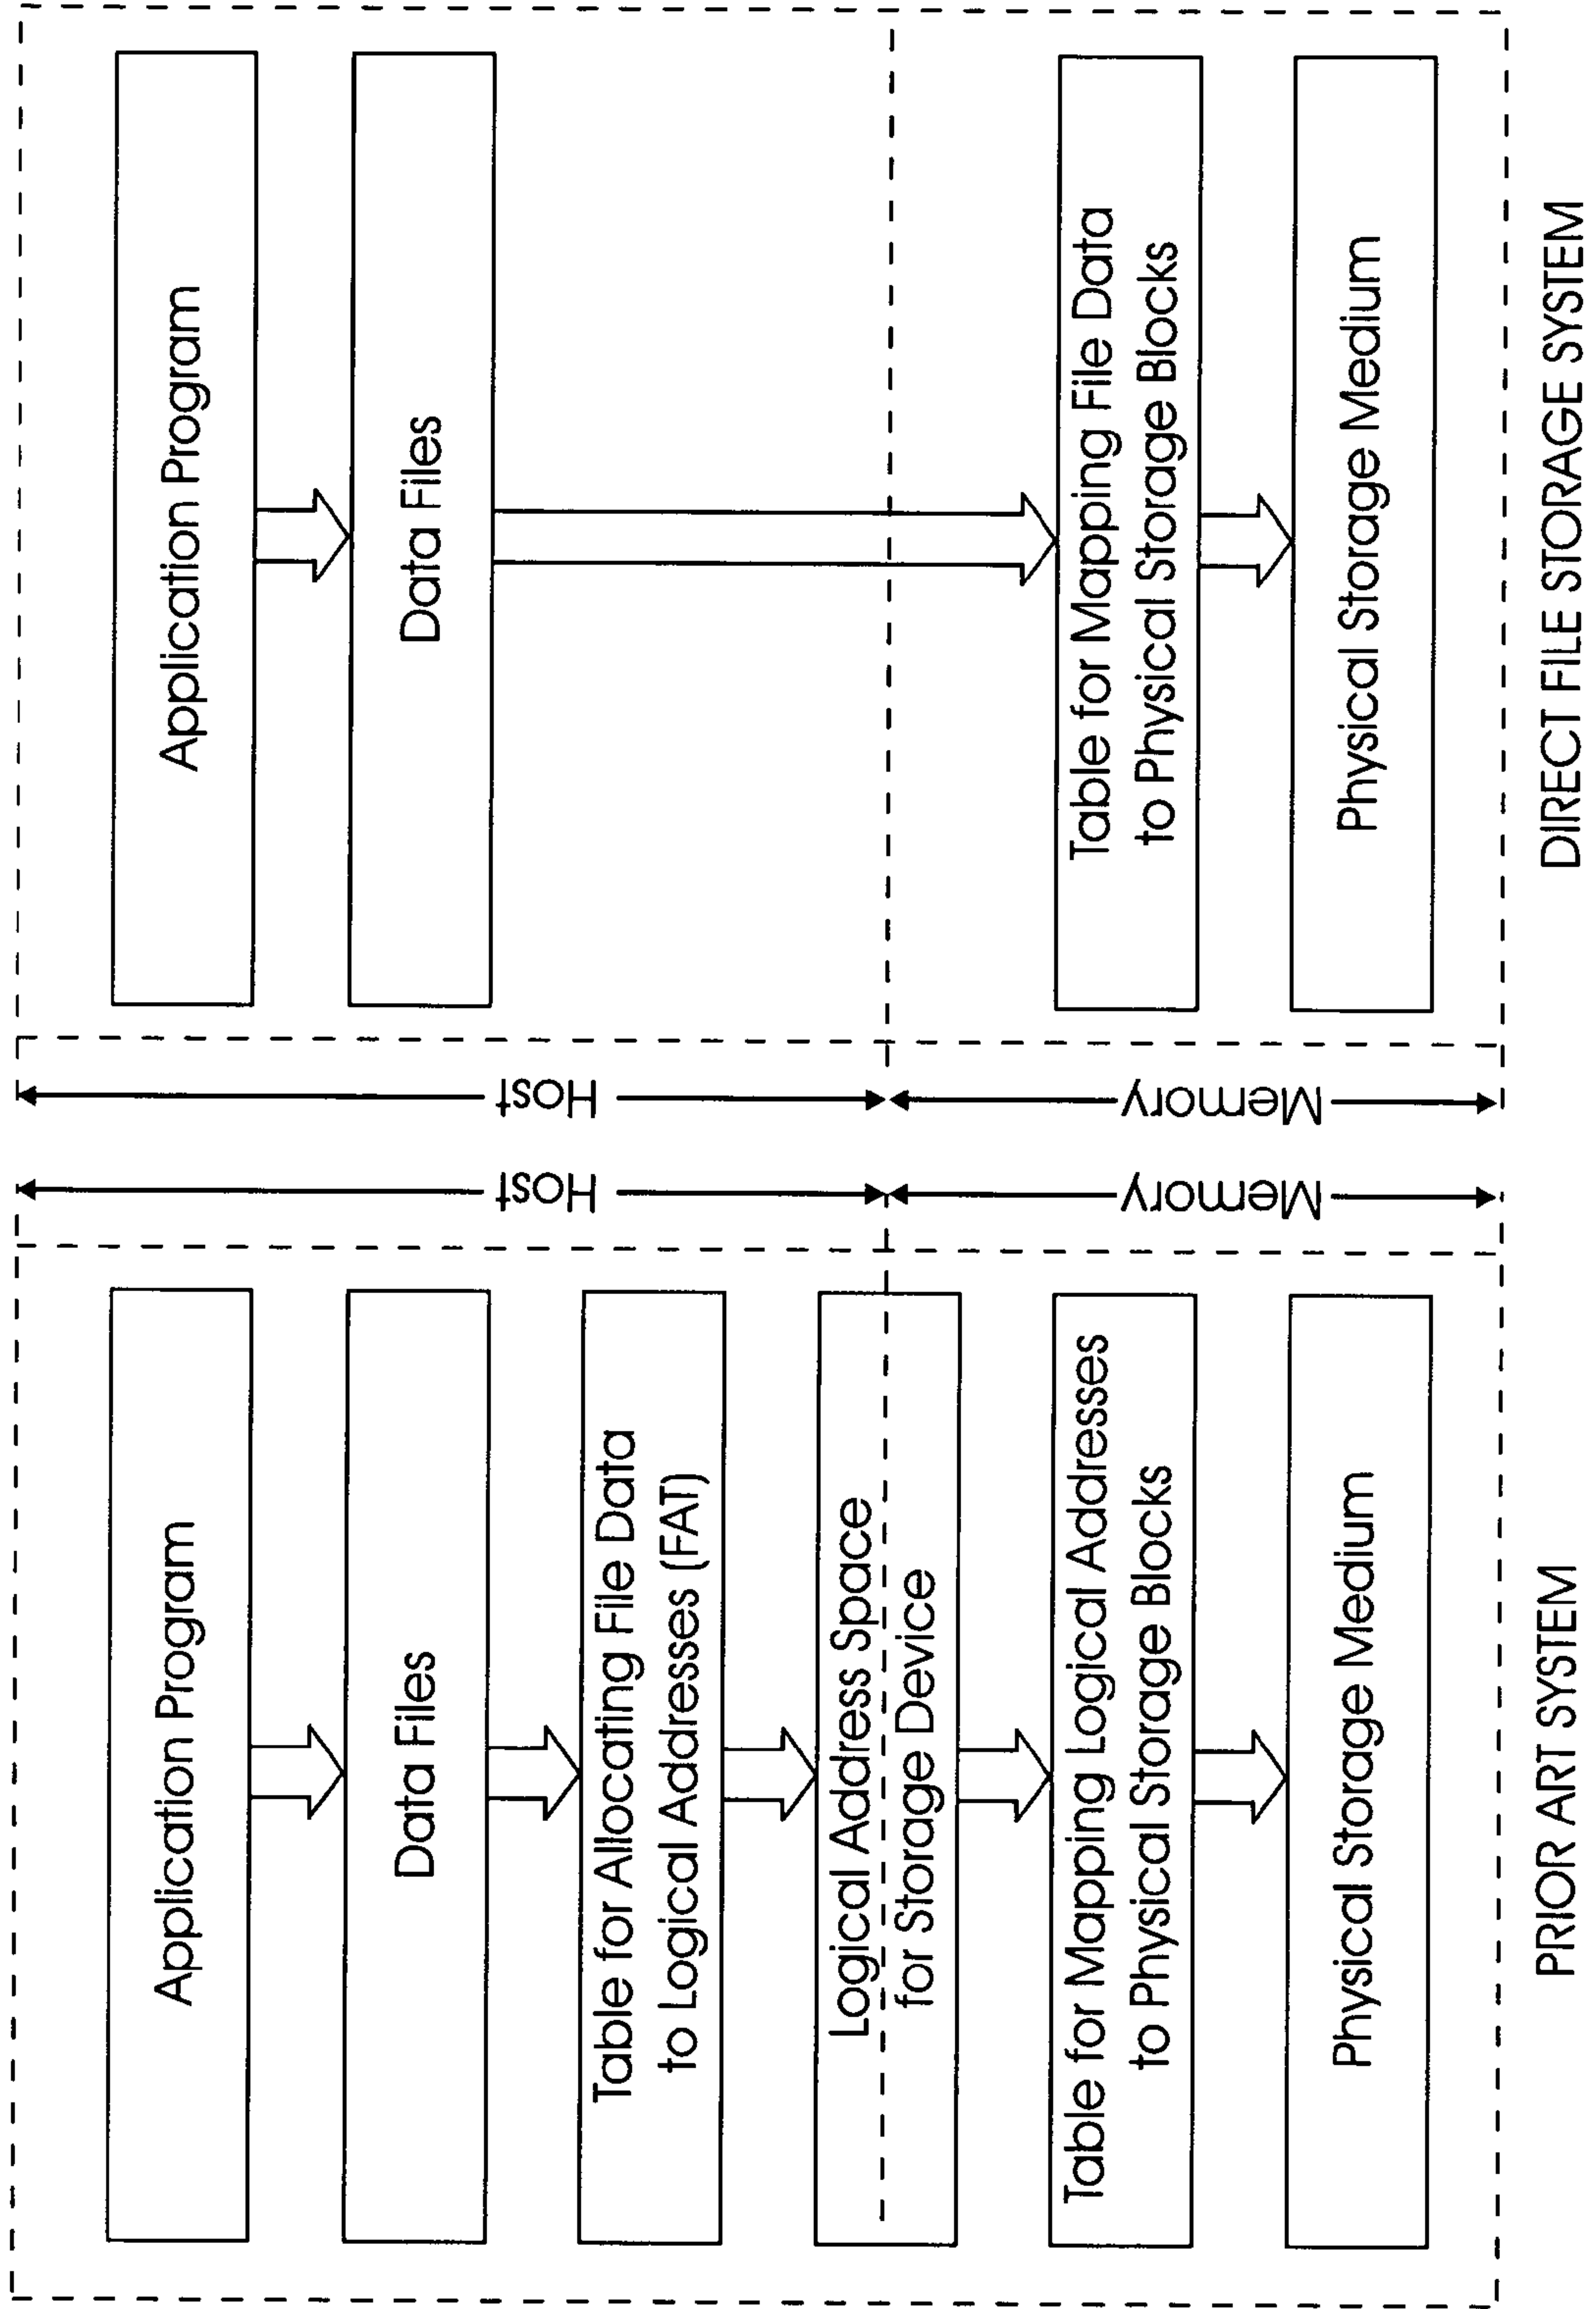 Application Program
Data Files
Table for Allocating File Data
to Logical Addresses (FAT)
Logical Address Space
for Storage Device
Table for Mapping Logical Addresses
to Physical Storage Blocks
Physical Storage Medium
PRIOR ART SYSTEM
Host
Memory
Host
Memory
Application Program
Data Files
Table for Mapping File Data
to Physical Storage Blocks
Physical Storage Medium
DIRECT FILE STORAGE SYSTEM